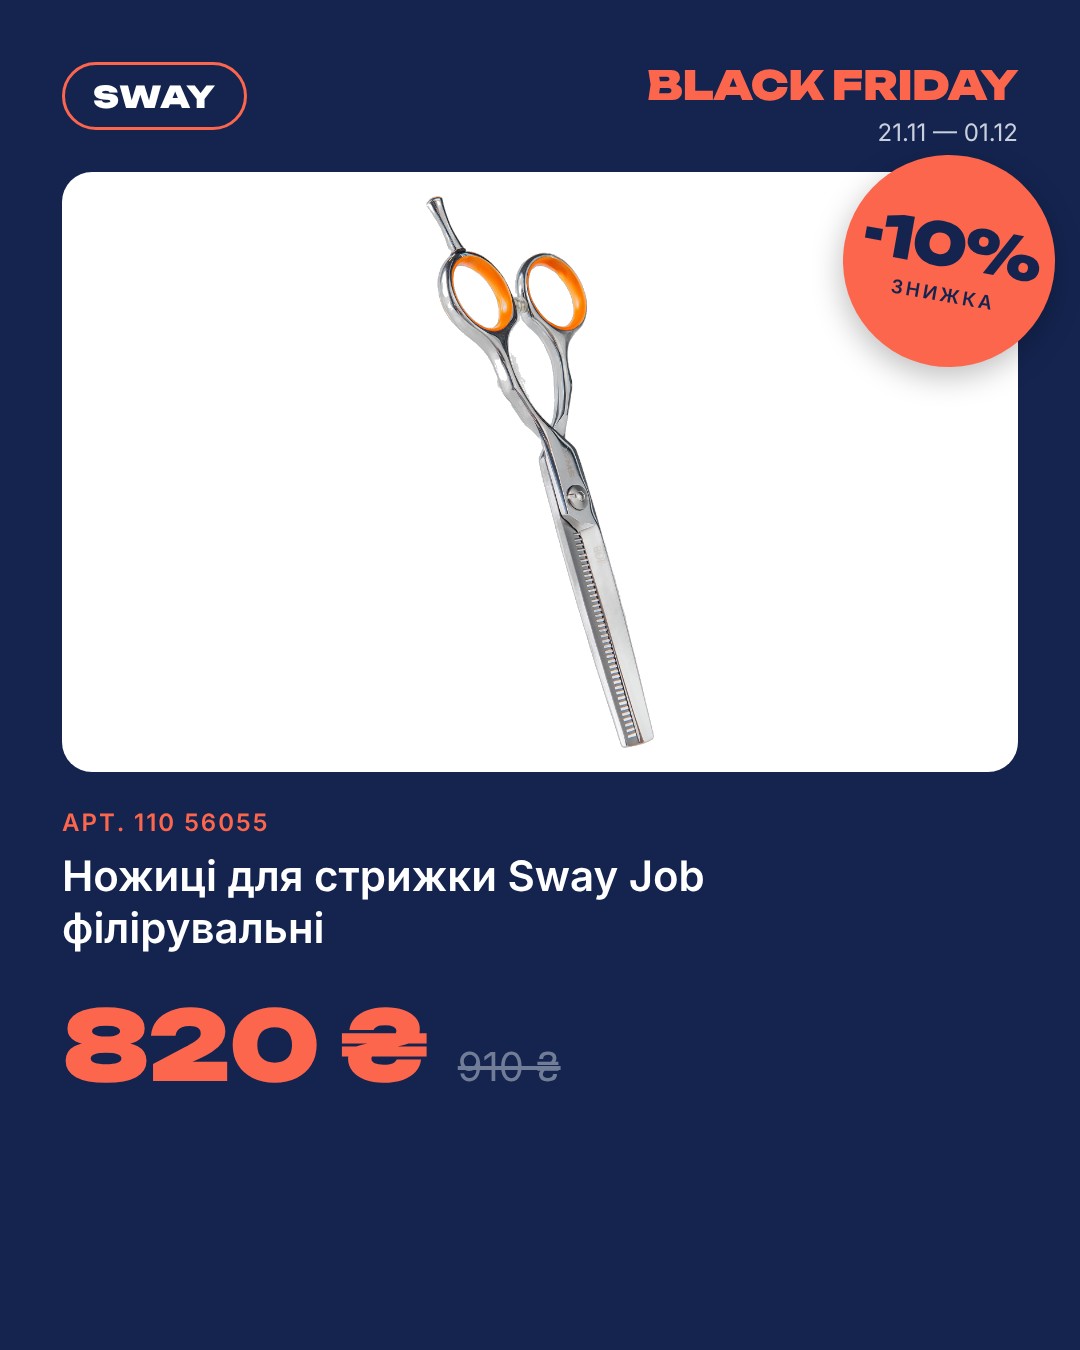 SWAY
BLACK FRIDAY
21.11 — 01.12
-10%
ЗНИЖКА
АРТ. 110 56055
Ножиці для стрижки Sway Job
філірувальні
820 ₴ 910 ₴